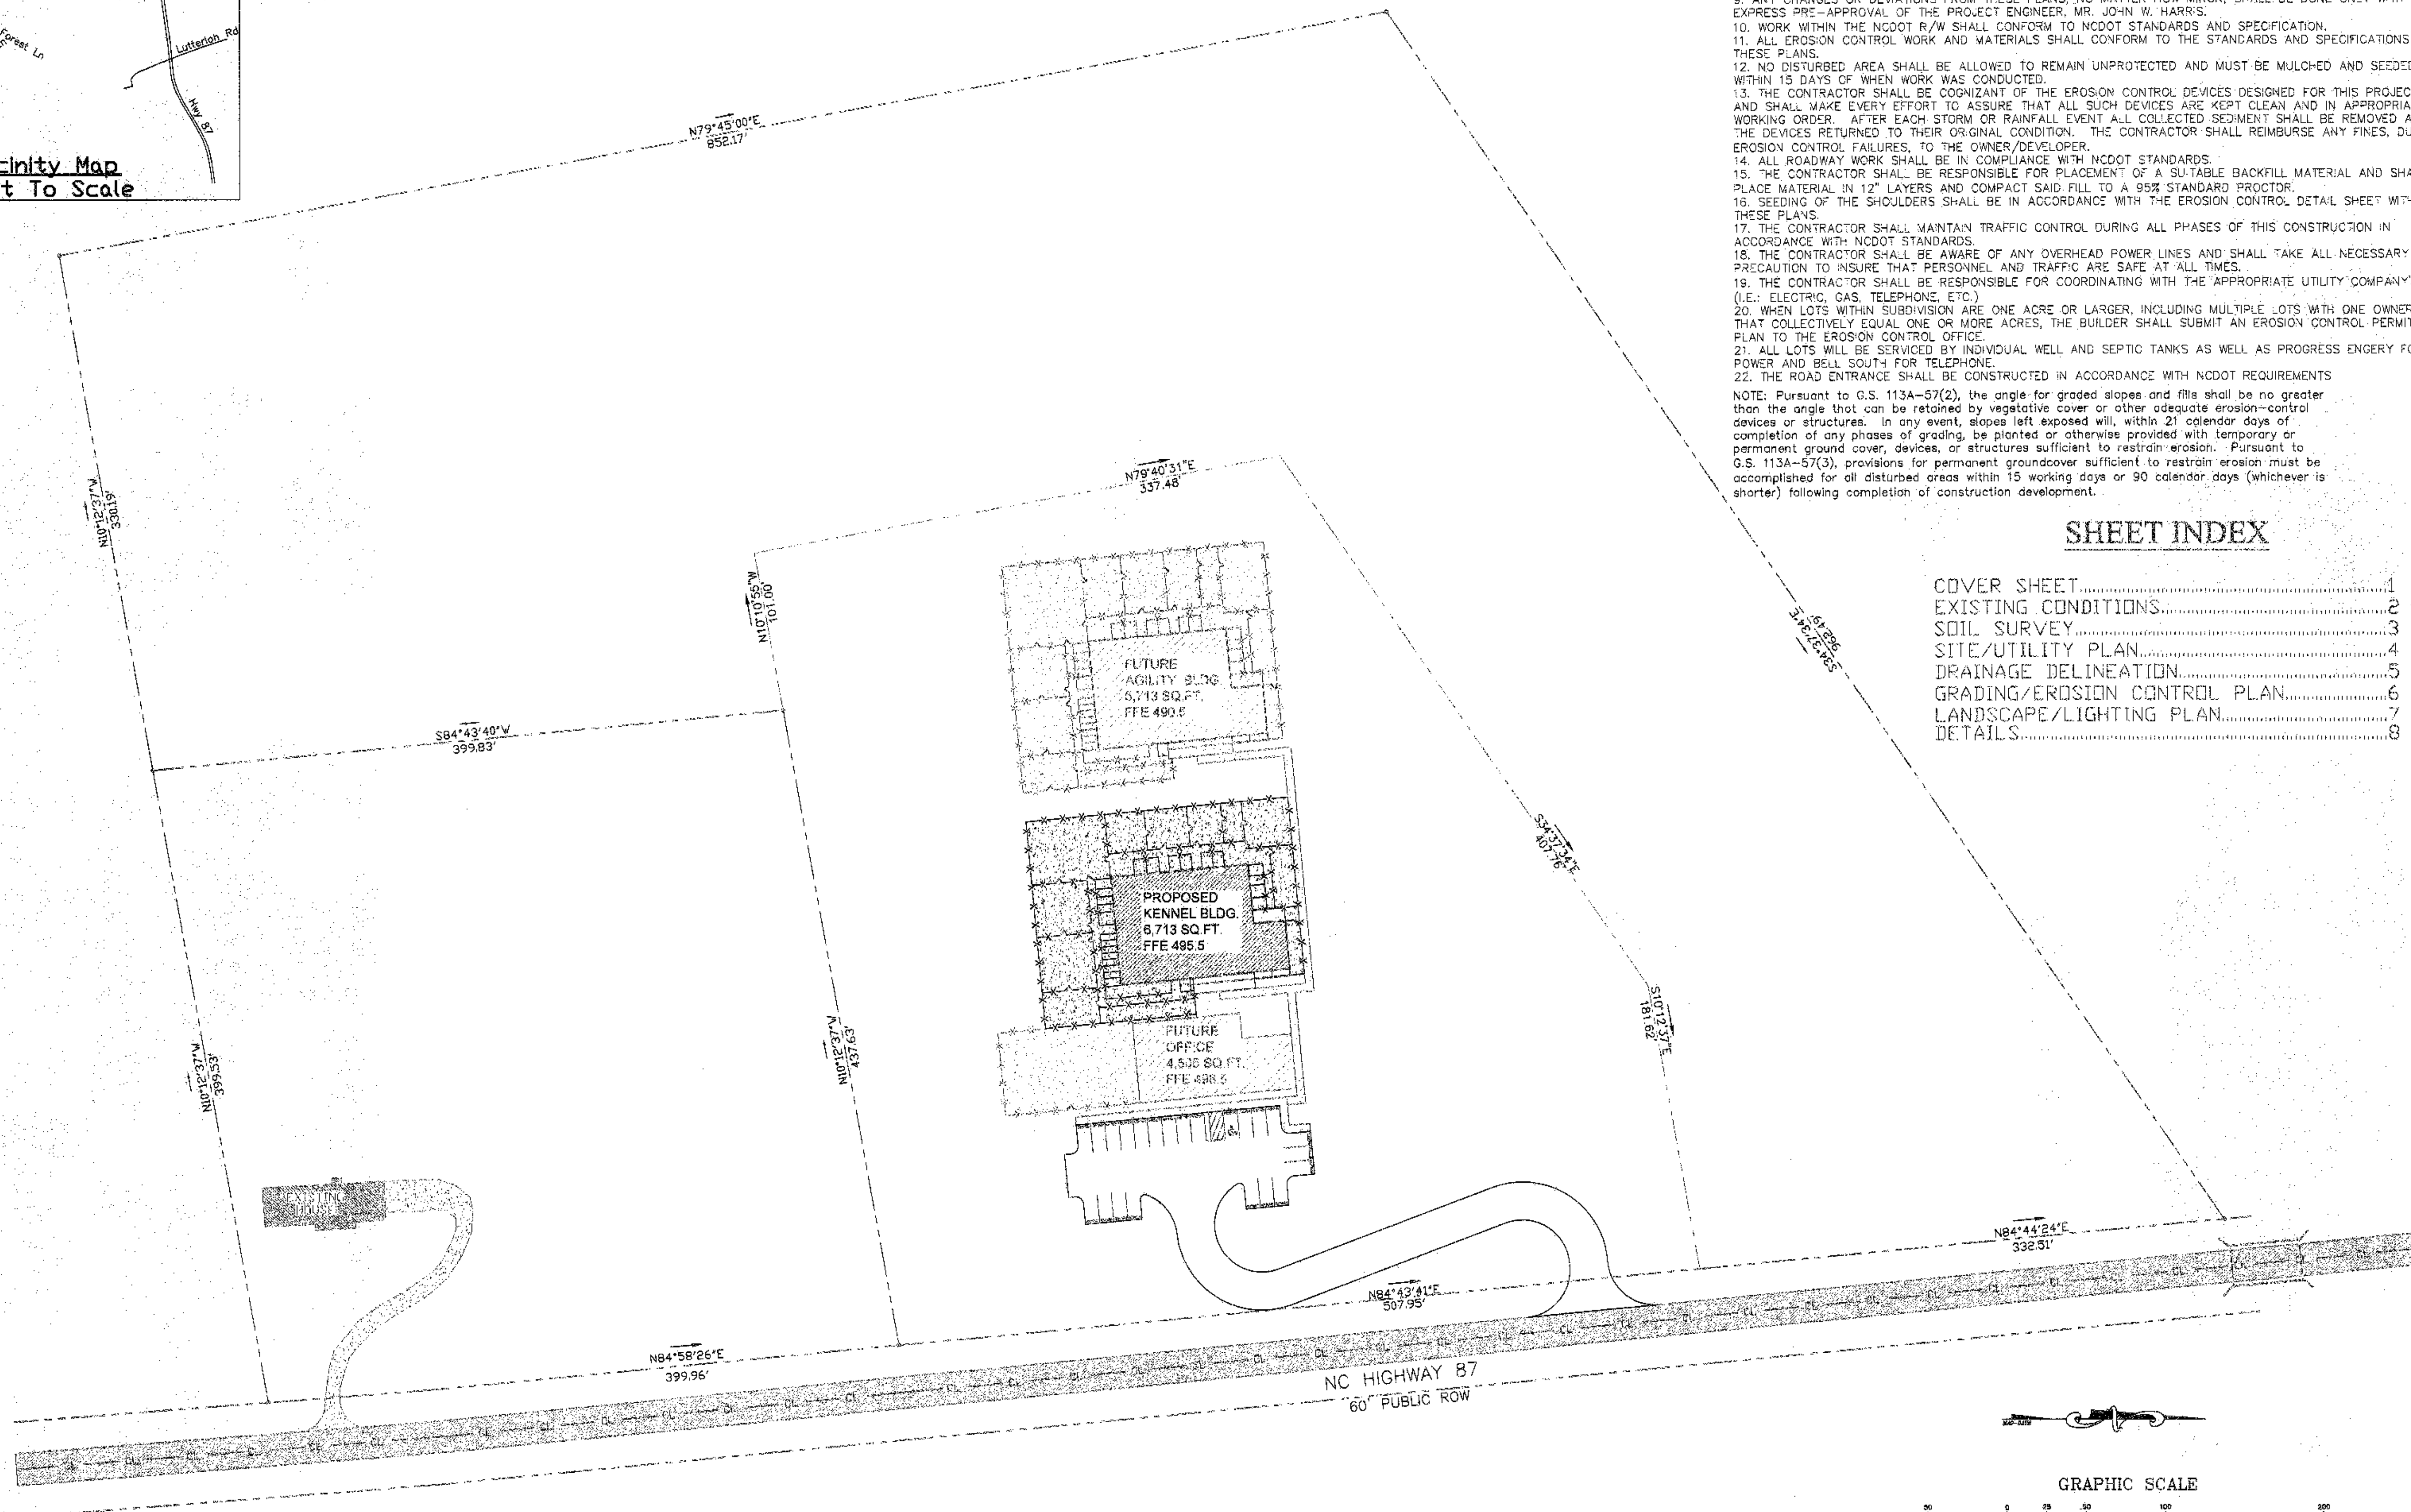 Forest Ln
Lutterloh Rd
Hwy 87
cinity Map
t To Scale
EXPRESS PRE-APPROVAL OF THE PROJECT ENGINEER, MR. JOHN W. HARRIS.
10. WORK WITHIN THE NCDOT R/W SHALL CONFORM TO NCDOT STANDARDS AND SPECIFICATION.
11. ALL EROSION CONTROL WORK AND MATERIALS SHALL CONFORM TO THE STANDARDS AND SPECIFICATIONS
THESE PLANS.
12. NO DISTURBED AREA SHALL BE ALLOWED TO REMAIN UNPROTECTED AND MUST BE MULCHED AND SEEDE
WITHIN 15 DAYS OF WHEN WORK WAS CONDUCTED.
13. THE CONTRACTOR SHALL BE COGNIZANT OF THE EROSION CONTROL DEVICES DESIGNED FOR THIS PROJEC
AND SHALL MAKE EVERY EFFORT TO ASSURE THAT ALL SUCH DEVICES ARE KEPT CLEAN AND IN APPROPRIA
WORKING ORDER. AFTER EACH STORM OR RAINFALL EVENT ALL COLLECTED SEDIMENT SHALL BE REMOVED A
THE DEVICES RETURNED TO THEIR ORIGINAL CONDITION. THE CONTRACTOR SHALL REIMBURSE ANY FINES, DU
EROSION CONTROL FAILURES, TO THE OWNER/DEVELOPER.
14. ALL ROADWAY WORK SHALL BE IN COMPLIANCE WITH NCDOT STANDARDS.
15. THE CONTRACTOR SHALL BE RESPONSIBLE FOR PLACEMENT OF A SUITABLE BACKFILL MATERIAL AND SHA
PLACE MATERIAL IN 12" LAYERS AND COMPACT SAID FILL TO A 95% STANDARD PROCTOR.
16. SEEDING OF THE SHOULDERS SHALL BE IN ACCORDANCE WITH THE EROSION CONTROL DETAIL SHEET WIT
THESE PLANS.
17. THE CONTRACTOR SHALL MAINTAIN TRAFFIC CONTROL DURING ALL PHASES OF THIS CONSTRUCTION IN
ACCORDANCE WITH NCDOT STANDARDS.
18. THE CONTRACTOR SHALL BE AWARE OF ANY OVERHEAD POWER LINES AND SHALL TAKE ALL NECESSARY
PRECAUTION TO INSURE THAT PERSONNEL AND TRAFFIC ARE SAFE AT ALL TIMES.
19. THE CONTRACTOR SHALL BE RESPONSIBLE FOR COORDINATING WITH THE APPROPRIATE UTILITY COMPANY
(I.E.: ELECTRIC, GAS, TELEPHONE, ETC.)
20. WHEN LOTS WITHIN SUBDIVISION ARE ONE ACRE OR LARGER, INCLUDING MULTIPLE LOTS WITH ONE OWNER
THAT COLLECTIVELY EQUAL ONE OR MORE ACRES, THE BUILDER SHALL SUBMIT AN EROSION CONTROL PERMIT
PLAN TO THE EROSION CONTROL OFFICE.
21. ALL LOTS WILL BE SERVICED BY INDIVIDUAL WELL AND SEPTIC TANKS AS WELL AS PROGRESS ENGERY FO
POWER AND BELL SOUTH FOR TELEPHONE.
22. THE ROAD ENTRANCE SHALL BE CONSTRUCTED IN ACCORDANCE WITH NCDOT REQUIREMENTS
NOTE: Pursuant to G.S. 113A-57(2), the angle for graded slopes and fills shall be no greater
than the angle that can be retained by vegetative cover or other adequate erosion-control
devices or structures. In any event, slopes left exposed will, within 21 calendar days of
completion of any phases of grading, be planted or otherwise provided with temporary or
permanent ground cover, devices, or structures sufficient to restrain erosion. Pursuant to
G.S. 113A-57(3), provisions for permanent groundcover sufficient to restrain erosion must be
accomplished for all disturbed areas within 15 working days or 90 calendar days (whichever is
shorter) following completion of construction development.
SHEET INDEX
COVER SHEET 1
EXISTING CONDITIONS 2
SOIL SURVEY 3
SITE/UTILITY PLAN 4
DRAINAGE DELINEATION 5
GRADING/EROSION CONTROL PLAN 6
LANDSCAPE/LIGHTING PLAN 7
DETAILS 8
N79°45'00"E
852.17'
N10°12'37"W
330.19'
N79°40'31"E
337.48'
N10°10'55"W
101.00'
S34°37'34"E
962.49'
FUTURE
AGILITY BLDG.
FFE 490.5
S84°43'40"W
399.83'
S34°37'34"E
407.76'
PROPOSED
KENNEL BLDG.
6,713 SQ.FT.
FFE 495.5
S10°12'37"E
181.62'
N10°12'37"W
437.63'
N10°12'37"W
399.53'
FUTURE
OFFICE
FFE 498.5
EXISTING
HOUSE
N84°44'24"E
332.51'
N84°43'41"E
507.95'
N84°58'26"E
399.96'
NC HIGHWAY 87
60' PUBLIC ROW
GRAPHIC SCALE
50 0 25 50 100 200